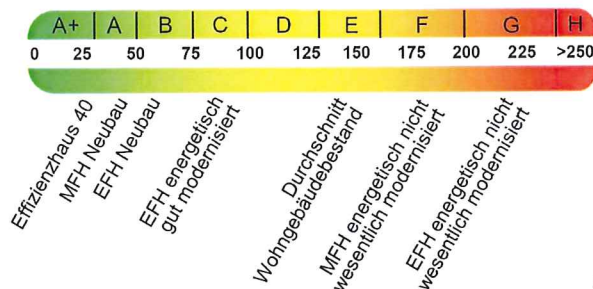 A+ A B C D E F G H
0 25 50 75 100 125 150 175 200 225 >250
Effizienzhaus 40
MFH Neubau
EFH Neubau
EFH energetisch
gut modernisiert
Durchschnitt
Wohngebäudebestand
MFH energetisch nicht
wesentlich modernisiert
EFH energetisch nicht
wesentlich modernisiert